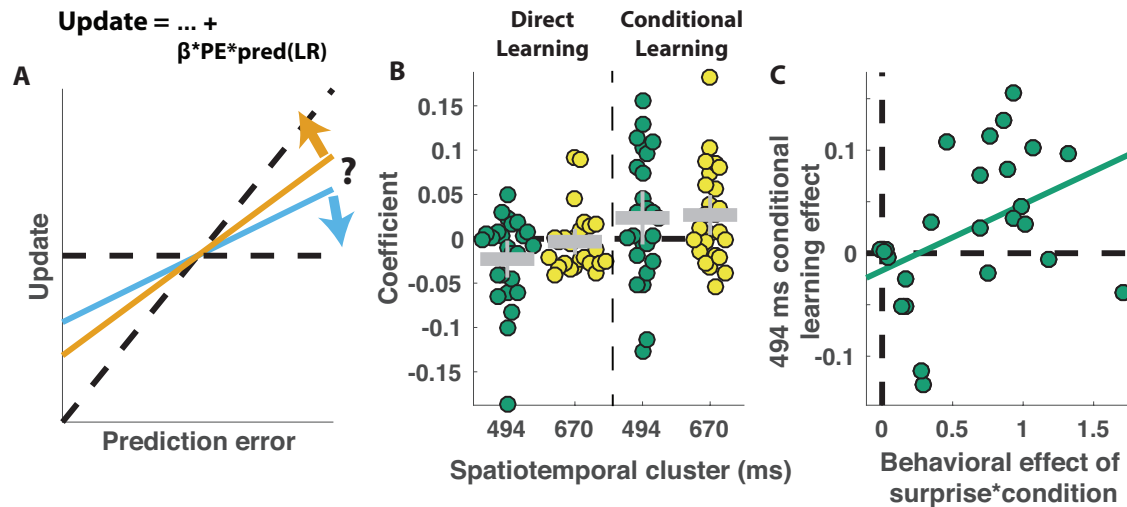 Update = ... +
β*PE*pred(LR)
A
?
Update
Prediction error
B
Direct
Learning
Conditional
Learning
Coefficient
0.15
0.1
0.05
0
-0.05
-0.1
-0.15
494
670
494
670
Spatiotemporal cluster (ms)
C
494 ms conditional
learning effect
0.1
0
-0.1
0
0.5
1
1.5
Behavioral effect of
surprise*condition